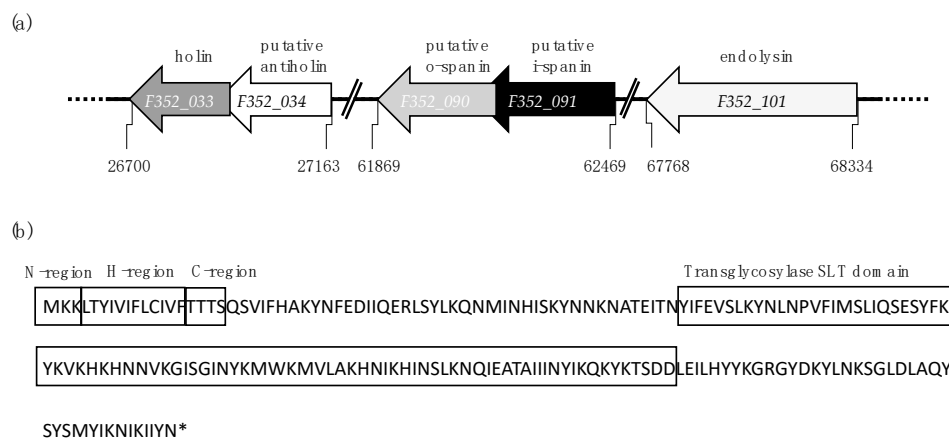 (a)
holin putative antiholin putative o-spanin putative i-spanin endolysin
F352_033 F352_034 F352_090 F352_091 F352_101
26700 27163 61869 62469 67768 68334
(b)
N-region H-region C-region Transglycosylase SLT domain
MKKLTYIVIFLCIVFTTTSQSVIFHAKYNFEDIIQERLSYLKQNMINHISKYNNKNATEITNYIFEVSLKYNLNPVFIMSLIQSESYFK
YKVKHKHNNVKGISGINYKMWKMVLAKHNIKHINSLKNQIEATAIIINYIKQKYKTSDDLEILHYYKGRGYDKYLNKSGLDLAQY
SYSMYIKNIKIIYN*